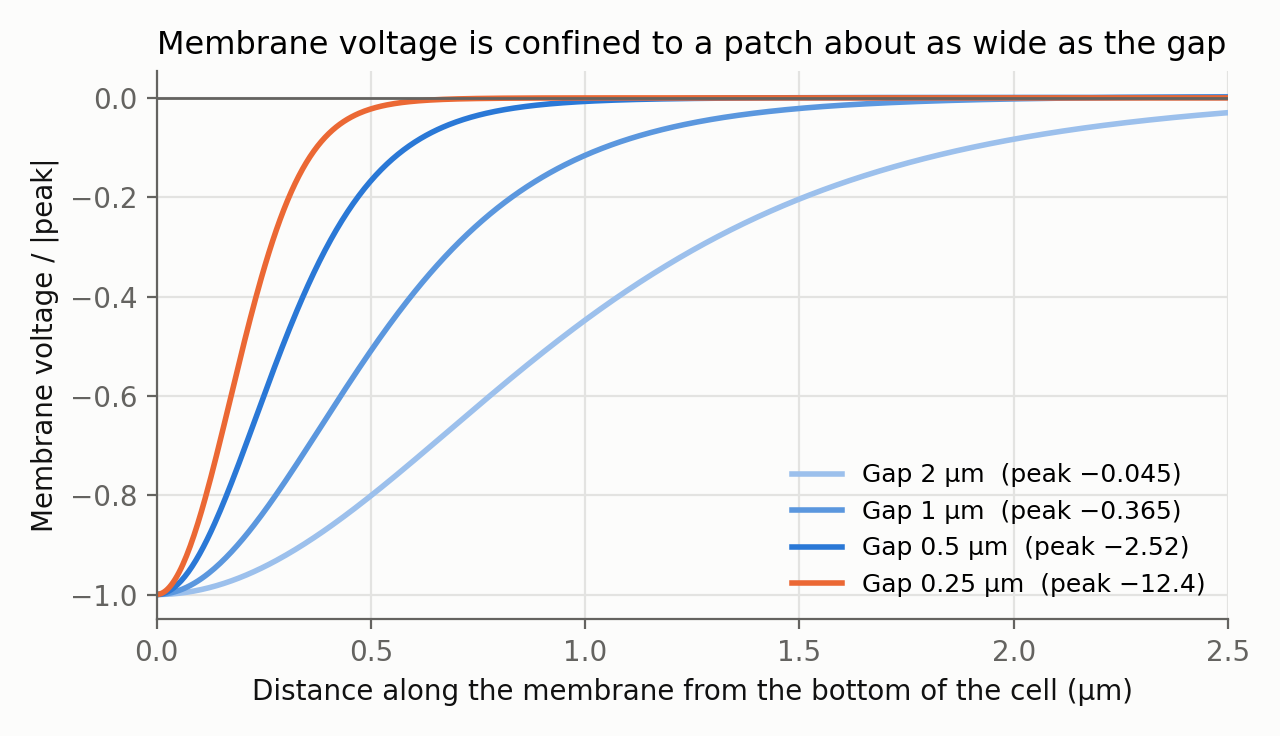 Membrane voltage is confined to a patch about as wide as the gap
Membrane voltage / |peak|
0.0
−0.2
−0.4
−0.6
−0.8
−1.0
Gap 2 µm (peak −0.045)
Gap 1 µm (peak −0.365)
Gap 0.5 µm (peak −2.52)
Gap 0.25 µm (peak −12.4)
0.0 0.5 1.0 1.5 2.0 2.5
Distance along the membrane from the bottom of the cell (µm)